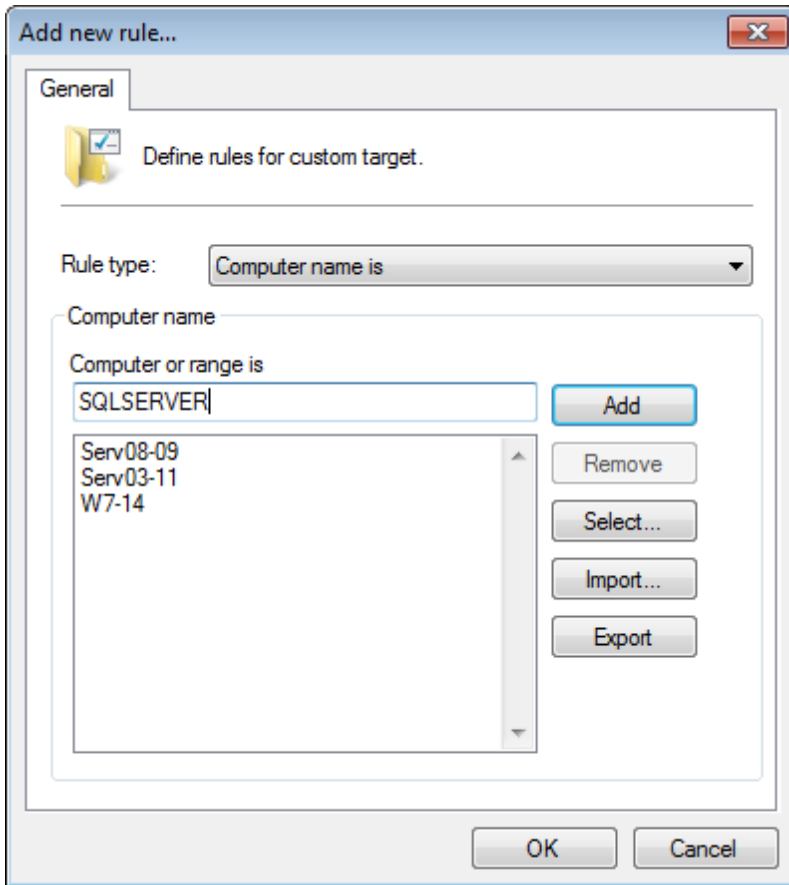 Add new rule...
General
Define rules for custom target.
Rule type: Computer name is
Computer name
Computer or range is
SQLSERVER Add
Serv08-09
Serv03-11
W7-14
Remove
Select...
Import...
Export
OK Cancel